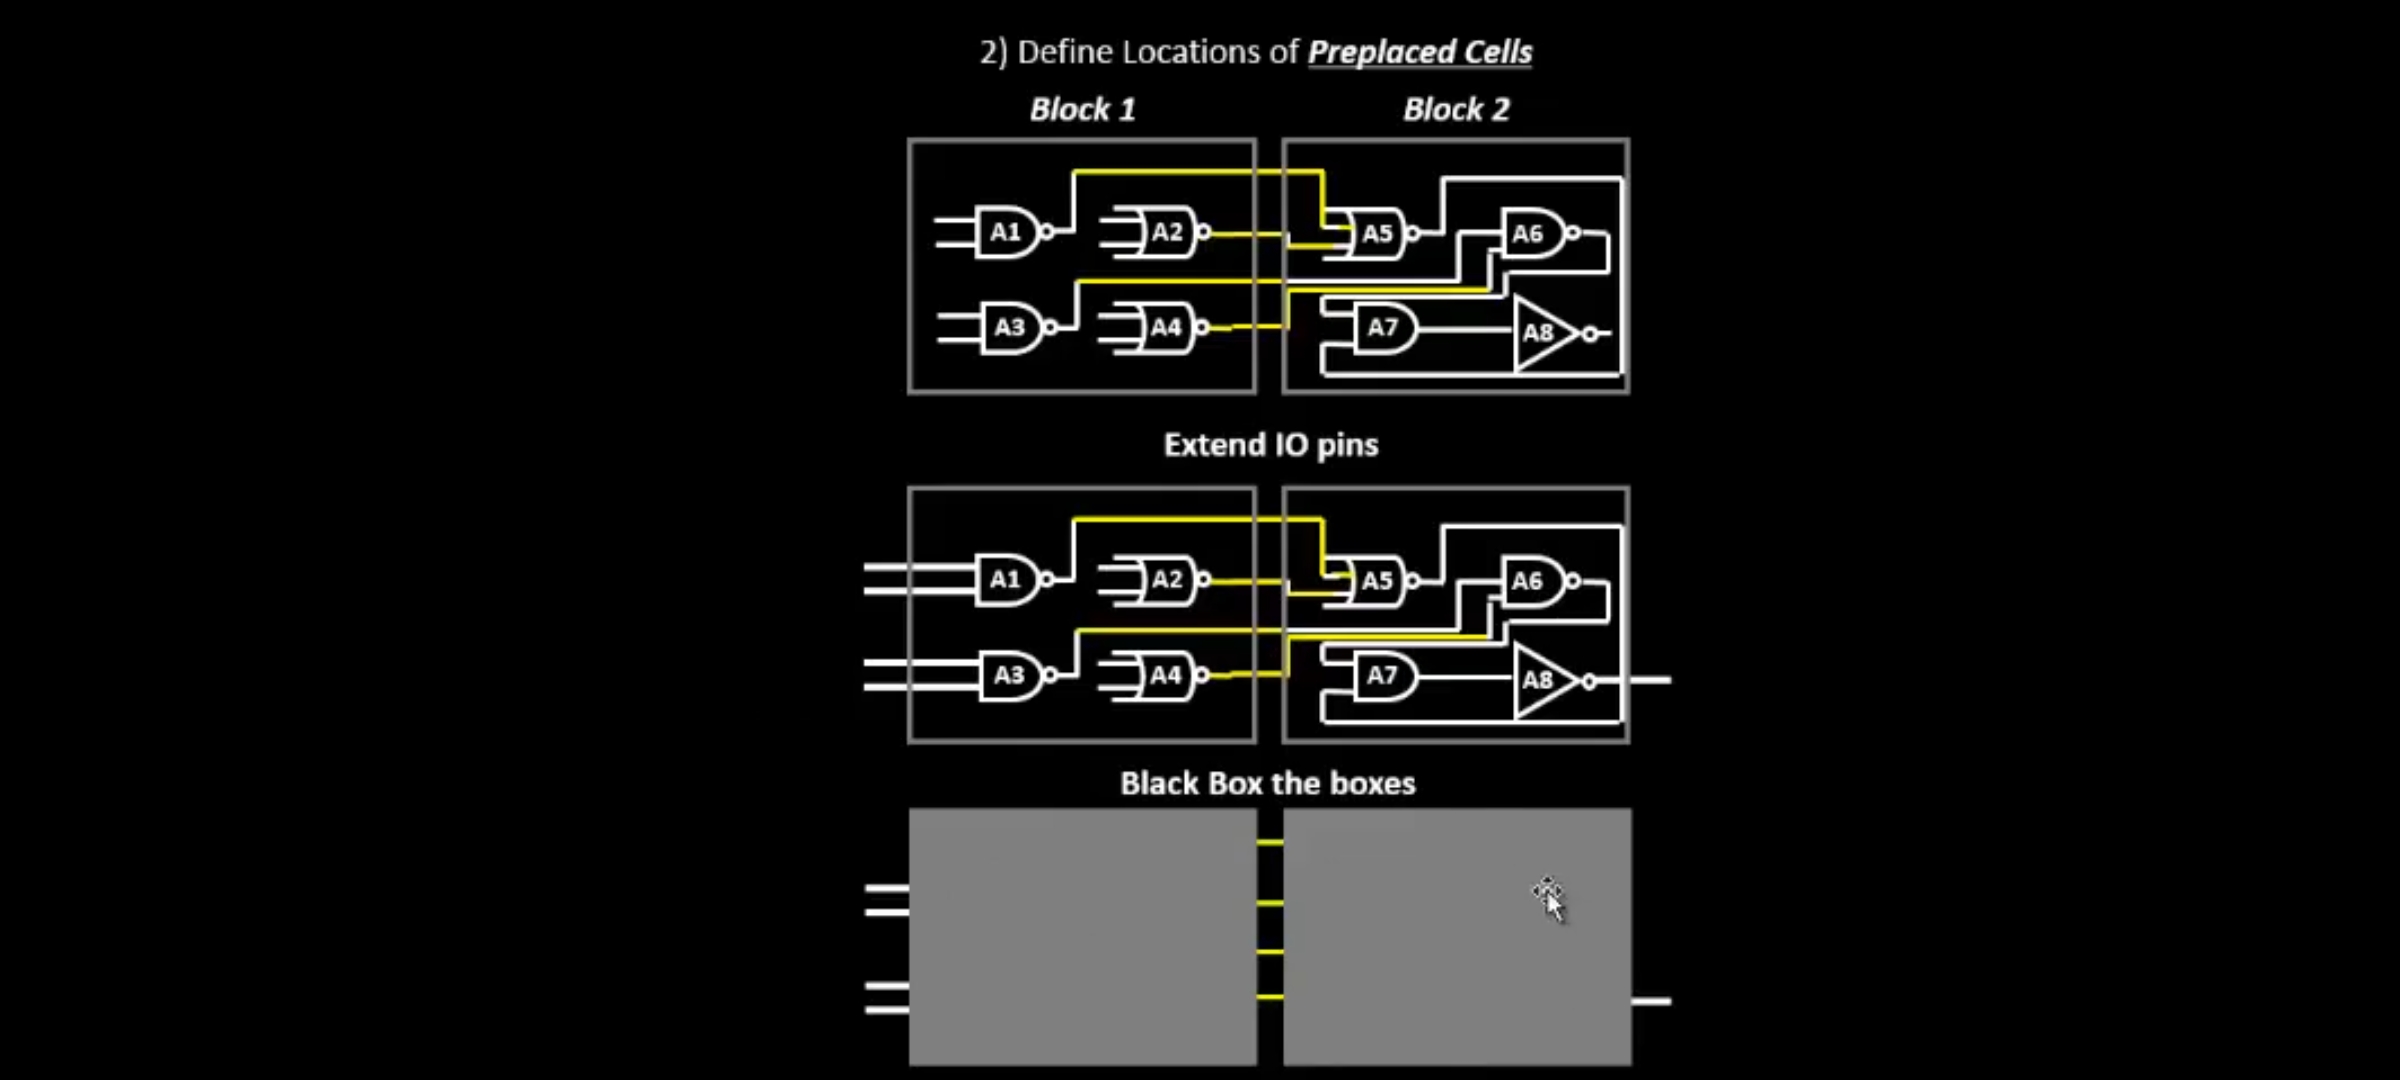 2) Define Locations of Preplaced Cells
Block 1 Block 2
A1 A2 A5 A6
A3 A4 A7 A8
Extend IO pins
A1 A2 A5 A6
A3 A4 A7 A8
Black Box the boxes